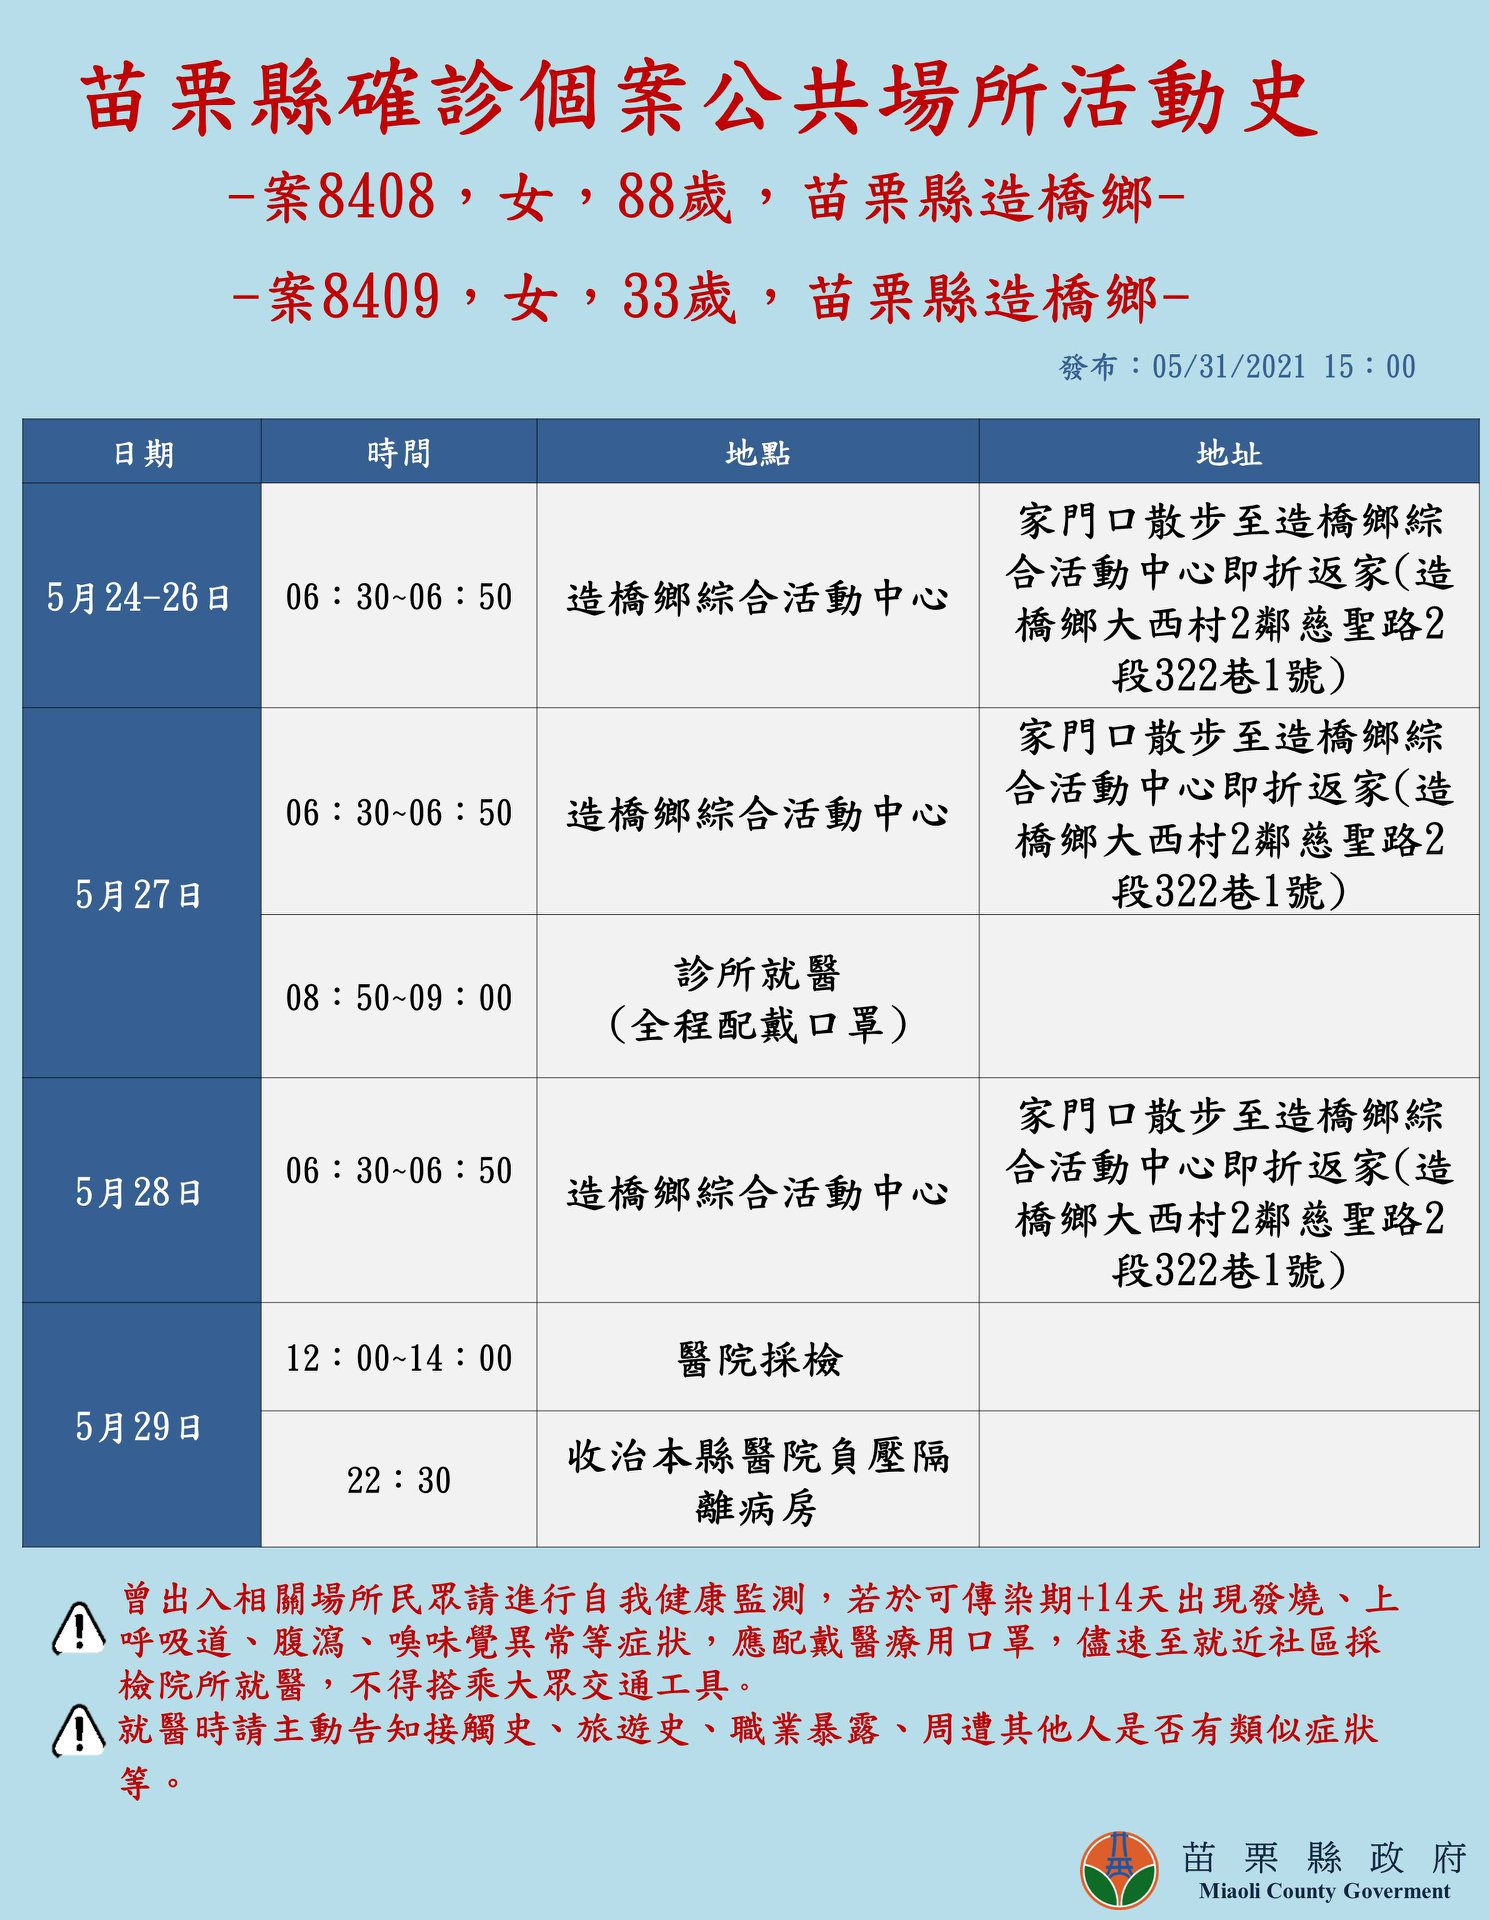 苗栗縣確診個案公共場所活動史
-案8408，女，88歲，苗栗縣造橋鄉-
-案8409，女，33歲，苗栗縣造橋鄉-
發布：05/31/2021 15：00
日期 時間 地點 地址
5月24-26日 06：30~06：50 造橋鄉綜合活動中心
家門口散步至造橋鄉綜
合活動中心即折返家(造
橋鄉大西村2鄰慈聖路2
段322巷1號)
5月27日
06：30~06：50 造橋鄉綜合活動中心
家門口散步至造橋鄉綜
合活動中心即折返家(造
橋鄉大西村2鄰慈聖路2
段322巷1號)
08：50~09：00
診所就醫
(全程配戴口罩)
5月28日 06：30~06：50 造橋鄉綜合活動中心
家門口散步至造橋鄉綜
合活動中心即折返家(造
橋鄉大西村2鄰慈聖路2
段322巷1號)
5月29日
12：00~14：00 醫院採檢
22：30
收治本縣醫院負壓隔
離病房
曾出入相關場所民眾請進行自我健康監測，若於可傳染期+14天出現發燒、上
呼吸道、腹瀉、嗅味覺異常等症狀，應配戴醫療用口罩，儘速至就近社區採
檢院所就醫，不得搭乘大眾交通工具。
就醫時請主動告知接觸史、旅遊史、職業暴露、周遭其他人是否有類似症狀
等。
苗栗縣政府
Miaoli County Goverment